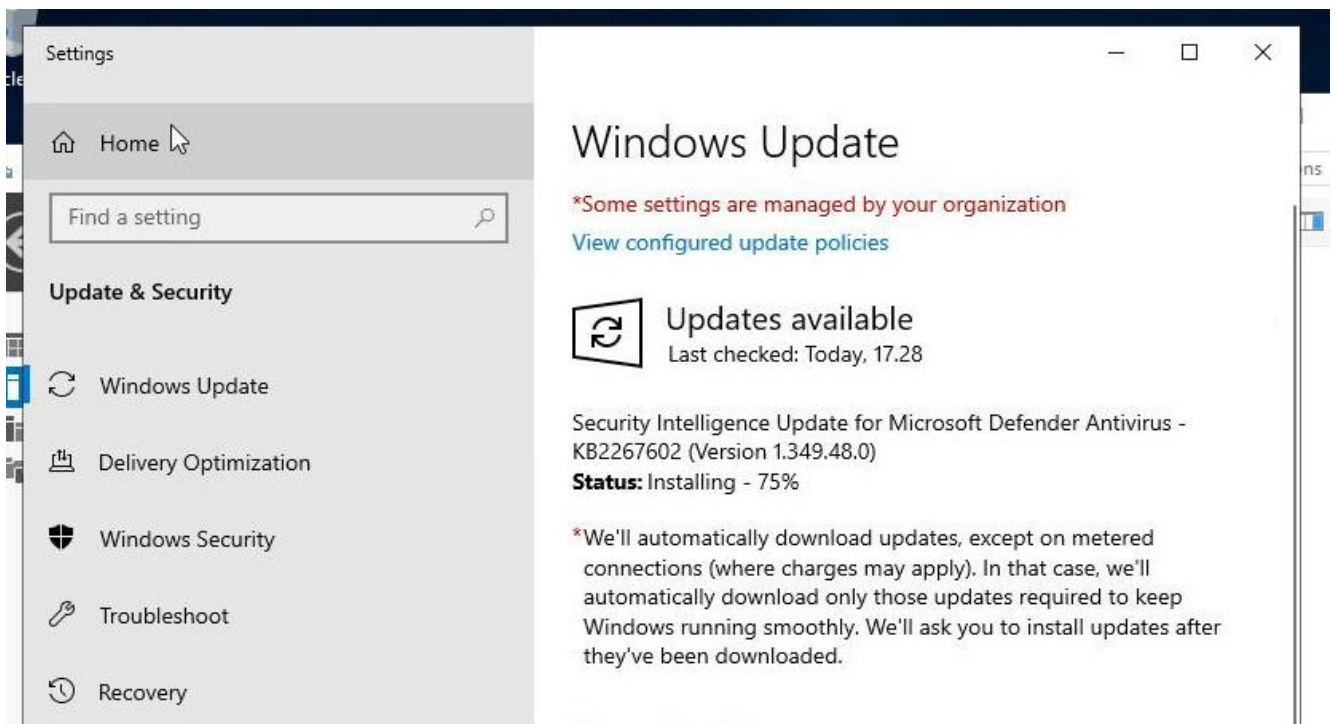 Settings
Home
Find a setting
Update & Security
Windows Update
Delivery Optimization
Windows Security
Troubleshoot
Recovery
Windows Update
*Some settings are managed by your organization
View configured update policies
Updates available
Last checked: Today, 17.28
Security Intelligence Update for Microsoft Defender Antivirus -
KB2267602 (Version 1.349.48.0)
Status: Installing - 75%
*We'll automatically download updates, except on metered
connections (where charges may apply). In that case, we'll
automatically download only those updates required to keep
Windows running smoothly. We'll ask you to install updates after
they've been downloaded.